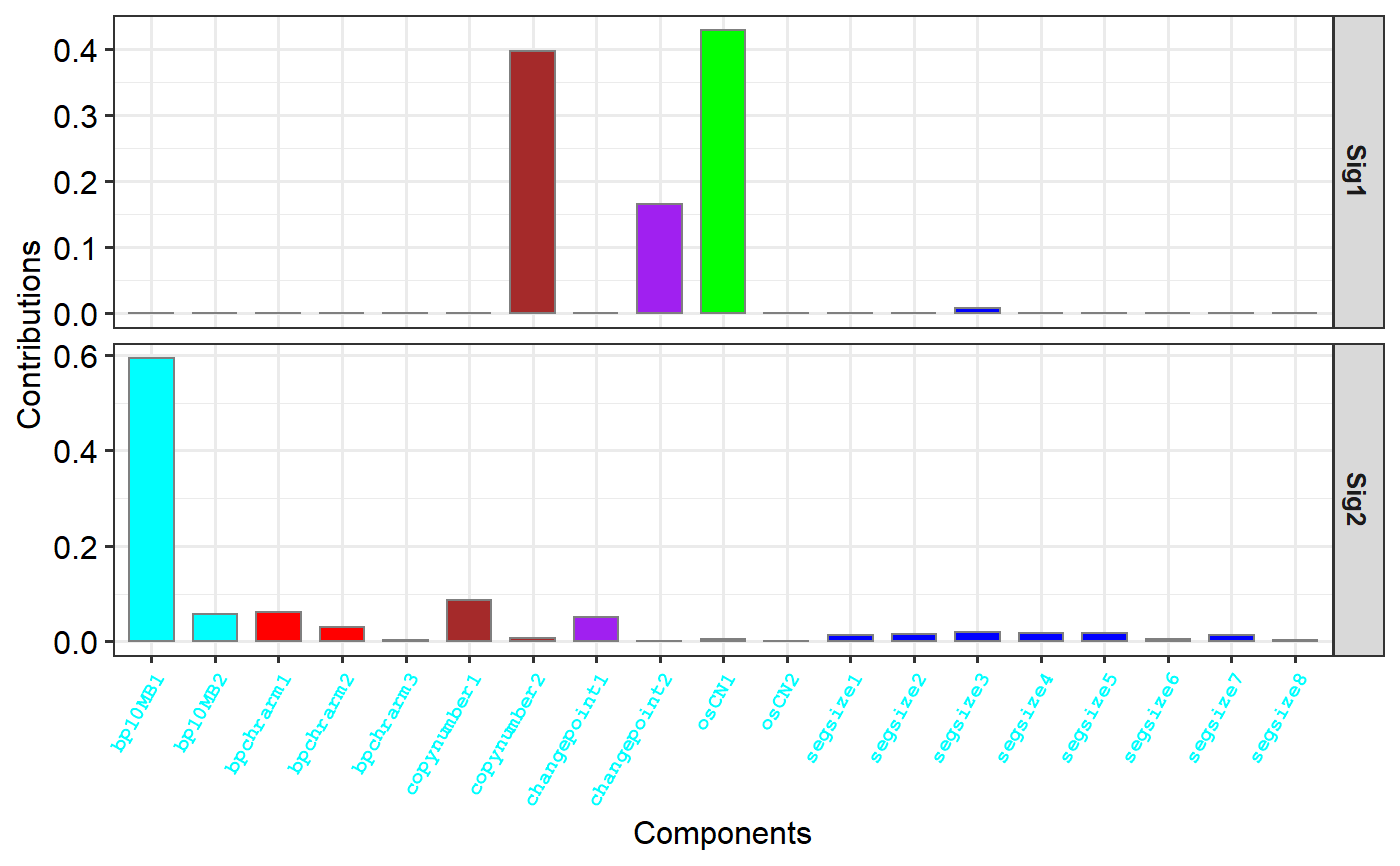 Contributions
0.4
0.3
0.2
0.1
0.0
Sig1
0.6
0.4
0.2
0.0
Sig2
bp10MB1
bp10MB2
bpchrarm1
bpchrarm2
bpchrarm3
copynumber1
copynumber2
changepoint1
changepoint2
osCN1
osCN2
segsize1
segsize2
segsize3
segsize4
segsize5
segsize6
segsize7
segsize8
Components